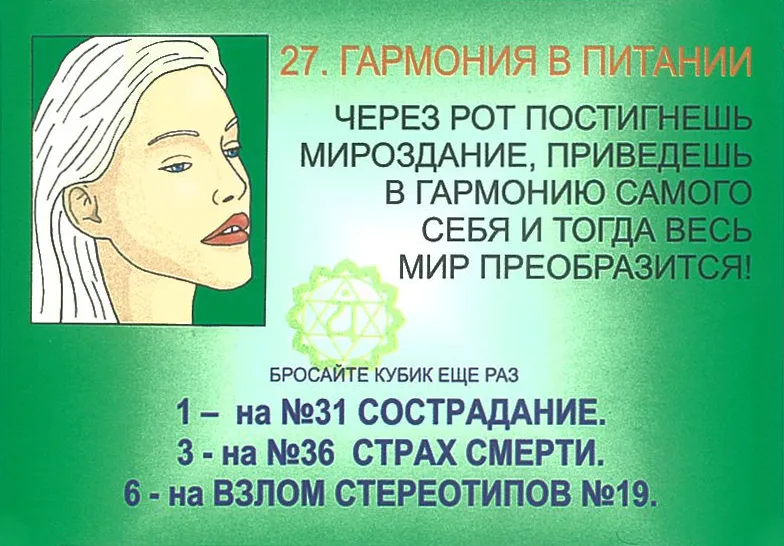 27. ГАРМОНИЯ В ПИТАНИИ
ЧЕРЕЗ РОТ ПОСТИГНЕШЬ
МИРОЗДАНИЕ, ПРИВЕДЕШЬ
В ГАРМОНИЮ САМОГО
СЕБЯ И ТОГДА ВЕСЬ
МИР ПРЕОБРАЗИТСЯ!
БРОСАЙТЕ КУБИК ЕЩЕ РАЗ
1 – на №31 СОСТРАДАНИЕ.
3 - на №36 СТРАХ СМЕРТИ.
6 - на ВЗЛОМ СТЕРЕОТИПОВ №19.